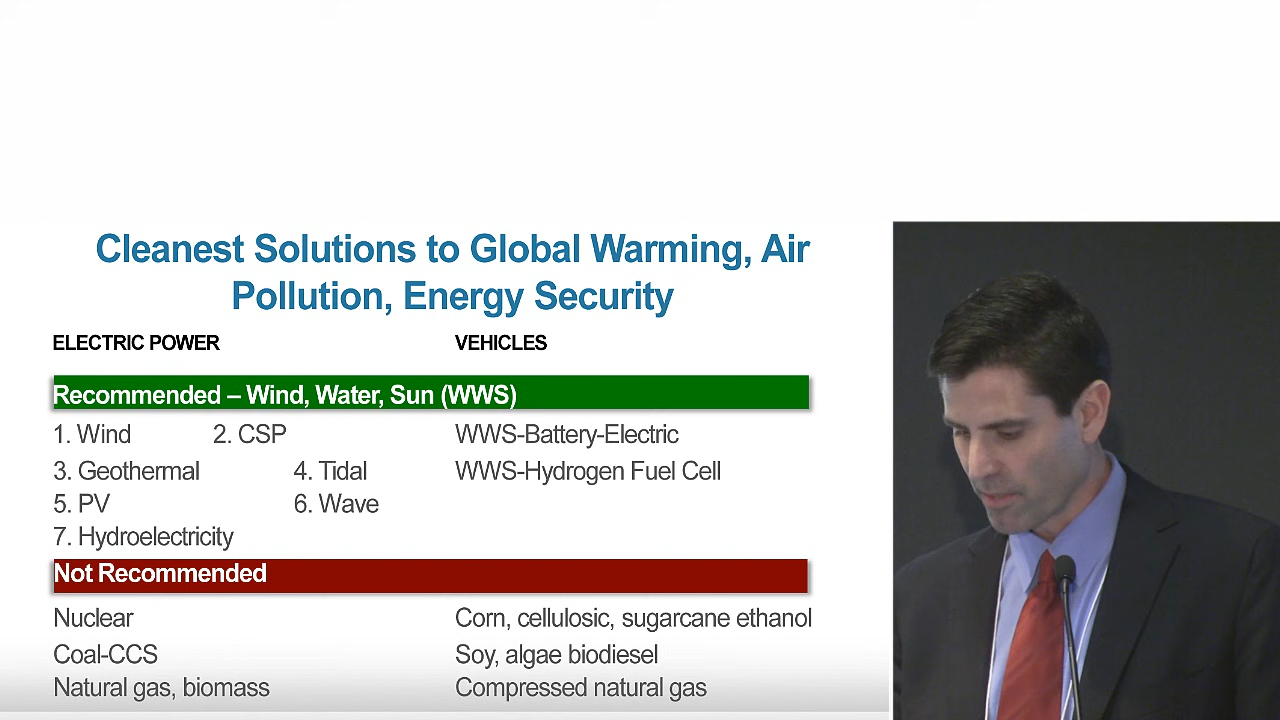 Cleanest Solutions to Global Warming, Air
Pollution, Energy Security
ELECTRIC POWER VEHICLES
Recommended – Wind, Water, Sun (WWS)
1. Wind 2. CSP WWS-Battery-Electric
3. Geothermal 4. Tidal WWS-Hydrogen Fuel Cell
5. PV 6. Wave
7. Hydroelectricity
Not Recommended
Nuclear Corn, cellulosic, sugarcane ethanol
Coal-CCS Soy, algae biodiesel
Natural gas, biomass Compressed natural gas